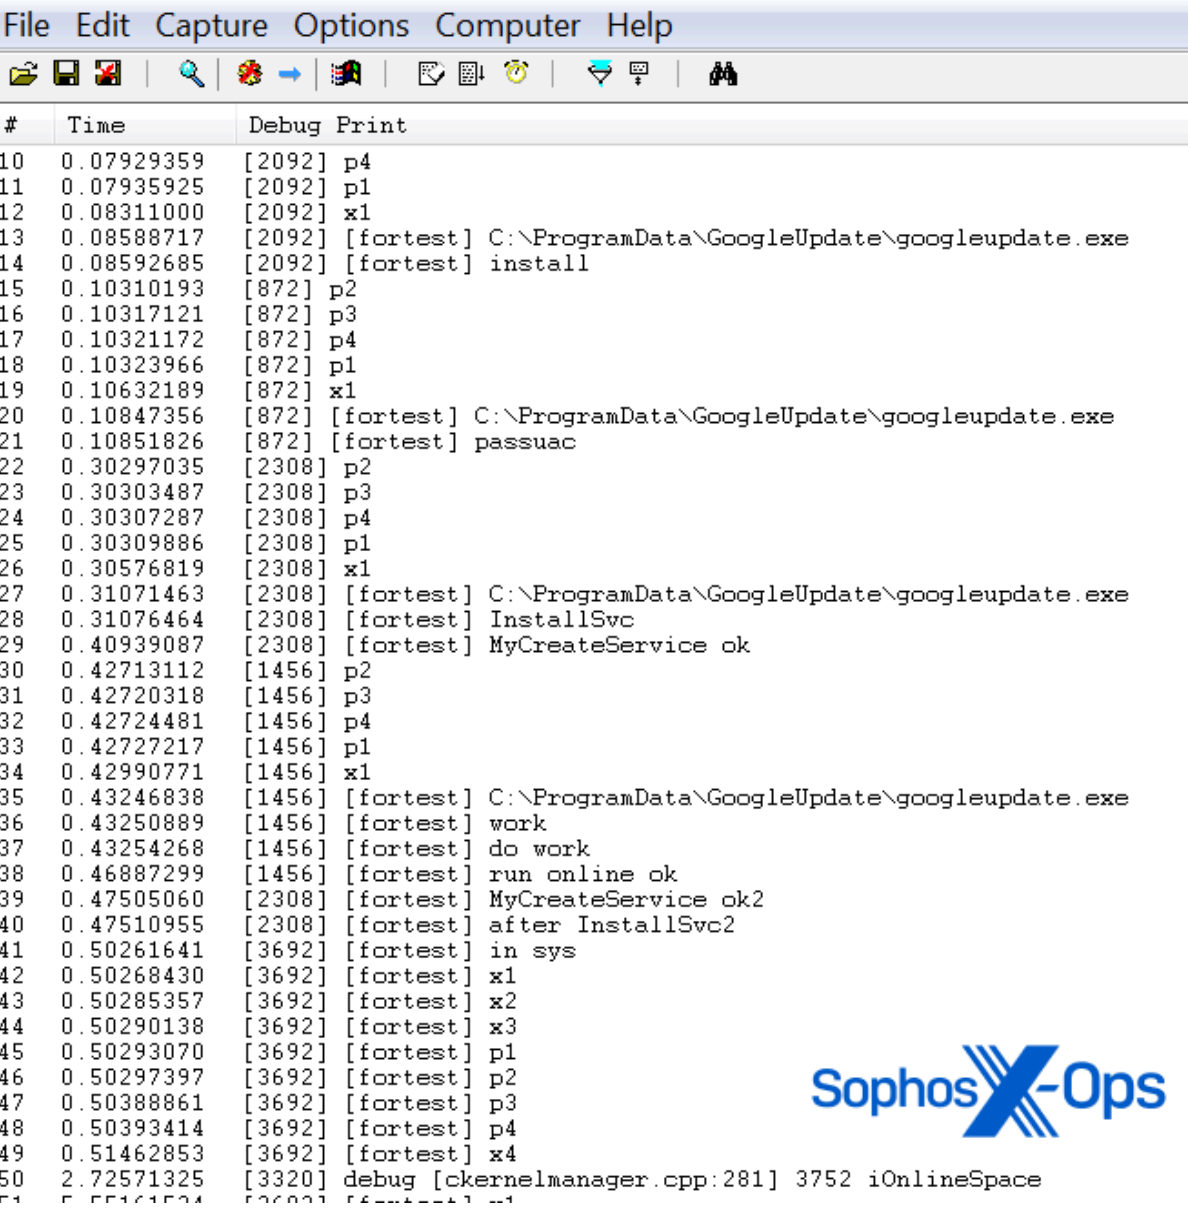 File Edit Capture Options Computer Help
# Time Debug Print
10 0.07929359 [2092] p4
11 0.07935925 [2092] p1
12 0.08311000 [2092] x1
13 0.08588717 [2092] [fortest] C:\ProgramData\GoogleUpdate\googleupdate.exe
14 0.08592685 [2092] [fortest] install
15 0.10310193 [872] p2
16 0.10317121 [872] p3
17 0.10321172 [872] p4
18 0.10323966 [872] p1
19 0.10632189 [872] x1
20 0.10847356 [872] [fortest] C:\ProgramData\GoogleUpdate\googleupdate.exe
21 0.10851826 [872] [fortest] passuac
22 0.30297035 [2308] p2
23 0.30303487 [2308] p3
24 0.30307287 [2308] p4
25 0.30309886 [2308] p1
26 0.30576819 [2308] x1
27 0.31071463 [2308] [fortest] C:\ProgramData\GoogleUpdate\googleupdate.exe
28 0.31076464 [2308] [fortest] InstallSvc
29 0.40939087 [2308] [fortest] MyCreateService ok
30 0.42713112 [1456] p2
31 0.42720318 [1456] p3
32 0.42724481 [1456] p4
33 0.42727217 [1456] p1
34 0.42990771 [1456] x1
35 0.43246838 [1456] [fortest] C:\ProgramData\GoogleUpdate\googleupdate.exe
36 0.43250889 [1456] [fortest] work
37 0.43254268 [1456] [fortest] do work
38 0.46887299 [1456] [fortest] run online ok
39 0.47505060 [2308] [fortest] MyCreateService ok2
40 0.47510955 [2308] [fortest] after InstallSvc2
41 0.50261641 [3692] [fortest] in sys
42 0.50268430 [3692] [fortest] x1
43 0.50285357 [3692] [fortest] x2
44 0.50290138 [3692] [fortest] x3
45 0.50293070 [3692] [fortest] p1
46 0.50297397 [3692] [fortest] p2
47 0.50388861 [3692] [fortest] p3
48 0.50393414 [3692] [fortest] p4
49 0.51462853 [3692] [fortest] x4
50 2.72571325 [3320] debug [ckernelmanager.cpp:281] 3752 iOnlineSpace
Sophos X-Ops